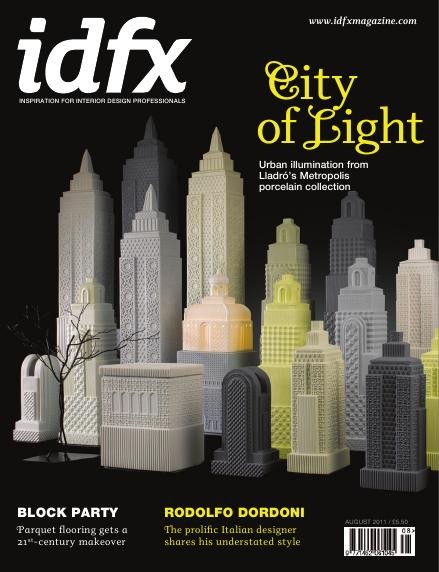 www.idfxmagazine.com
idfx
INSPIRATION FOR INTERIOR DESIGN PROFESSIONALS
City
of Light
Urban illumination from
Lladró's Metropolis
porcelain collection
BLOCK PARTY
Parquet flooring gets a
21st-century makeover
RODOLFO DORDONI
The prolific Italian designer
shares his understated style
AUGUST 2011 / £5.50
08>